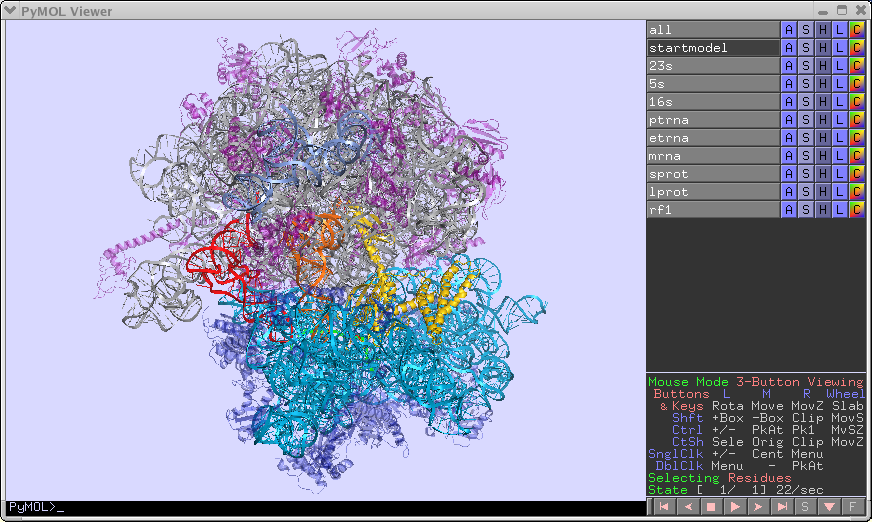 PyMOL Viewer
all A S H L C
startmodel A S H L C
23s A S H L C
5s A S H L C
16s A S H L C
ptrna A S H L C
etrna A S H L C
mrna A S H L C
sprot A S H L C
lprot A S H L C
rf1 A S H L C
Mouse Mode 3-Button Viewing
Buttons L M R Wheel
& Keys Rota Move MovZ Slab
Shft +Box -Box Clip MovS
Ctrl +/- PkAt Pk1 MvSZ
CtSh Sele Orig Clip MovZ
SnglClk +/- Cent Menu
DblClk Menu - PkAt
Selecting Residues
State [ 1/ 1] 22/sec
PyMOL>_ S F